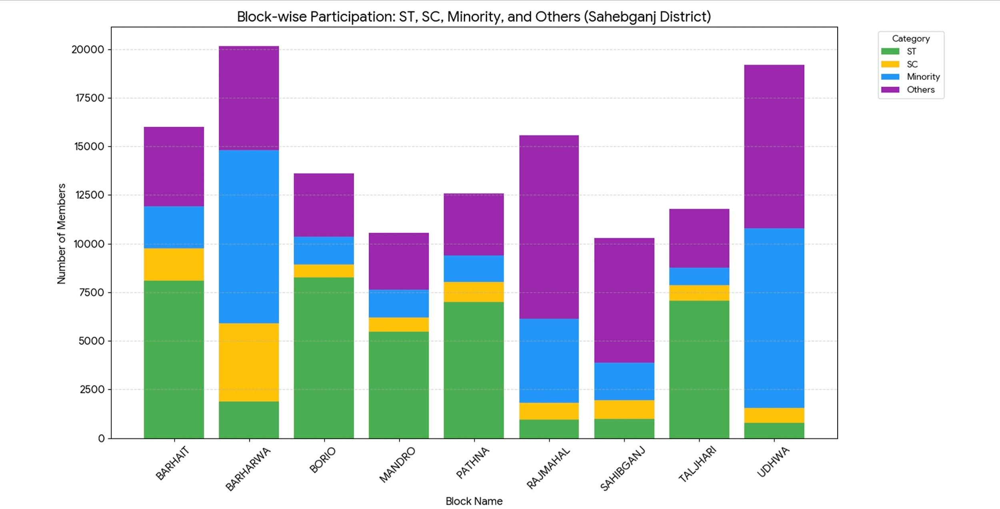 Block-wise Participation: ST, SC, Minority, and Others (Sahebganj District)
Category
ST
SC
Minority
Others
Number of Members
20000
17500
15000
12500
10000
7500
5000
2500
0
BARHAIT
BARHARWA
BORIO
MANDRO
PATHNA
RAJMAHAL
SAHIBGANJ
TALJHARI
UDHWA
Block Name